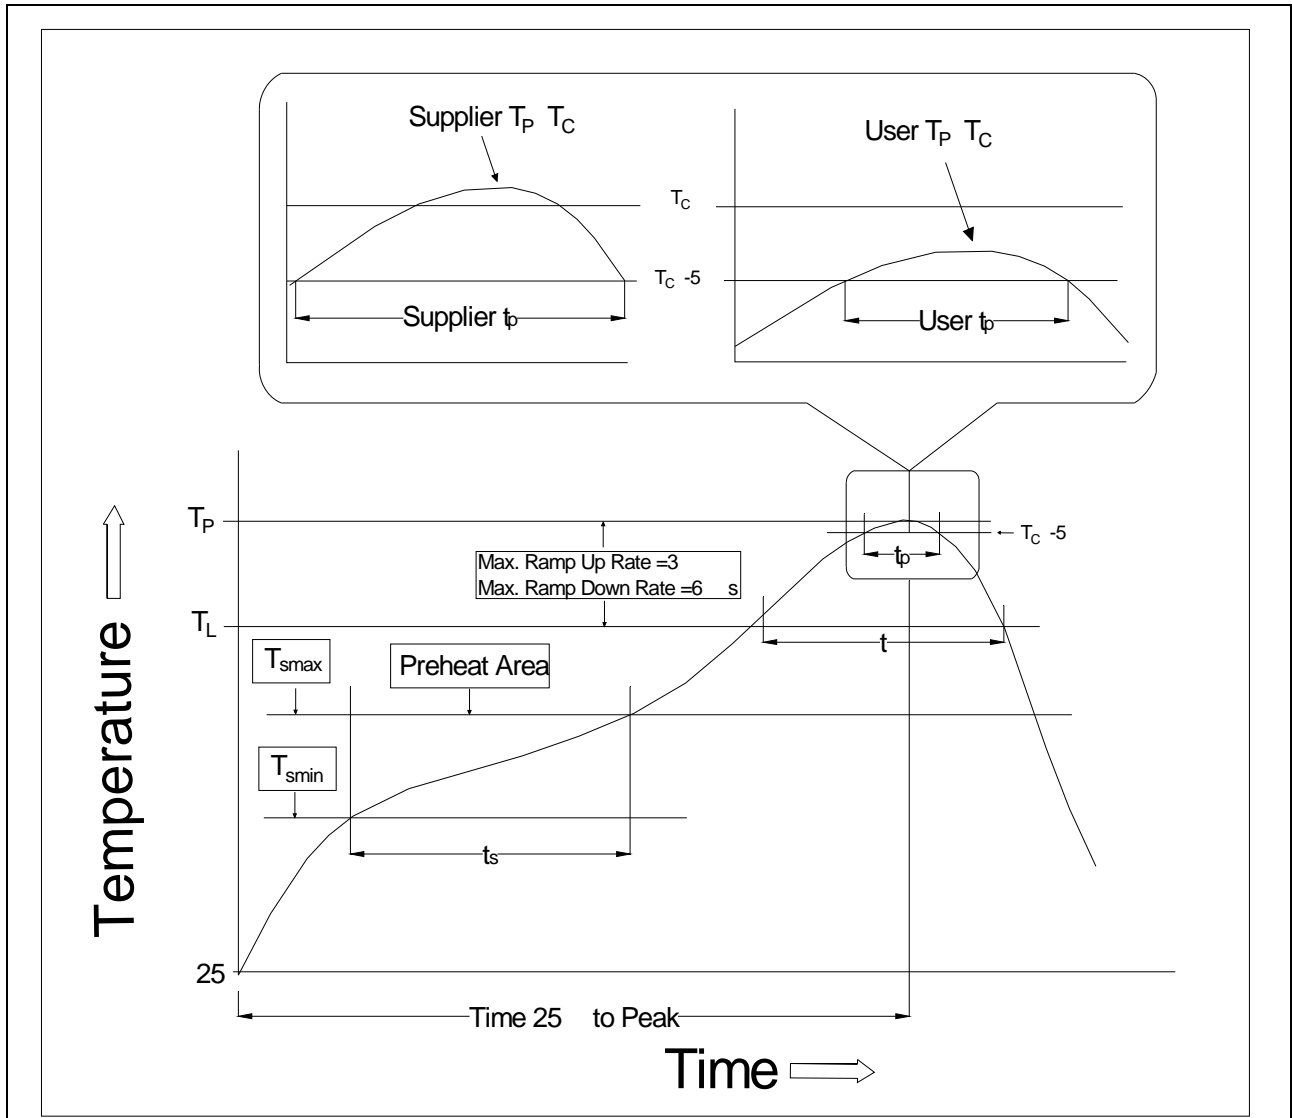 Supplier TP TC
User TP TC
TC
TC -5
Supplier tp
User tp
TP
TC -5
tp
Max. Ramp Up Rate =3
Max. Ramp Down Rate =6 s
TL
t
Tsmax
Preheat Area
Tsmin
ts
Temperature
25
Time 25 to Peak
Time